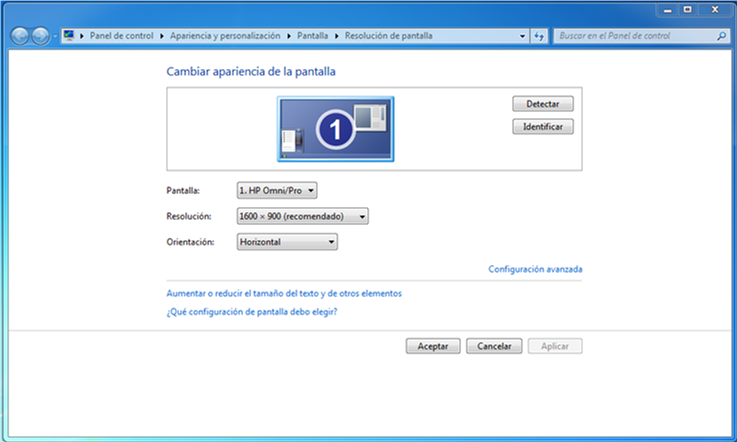 Panel de control ▸ Apariencia y personalización ▸ Pantalla ▸ Resolución de pantalla
Buscar en el Panel de control
Cambiar apariencia de la pantalla
1
Detectar
Identificar
Pantalla: 1. HP Omni/Pro
Resolución: 1600 × 900 (recomendado)
Orientación: Horizontal
Configuración avanzada
Aumentar o reducir el tamaño del texto y de otros elementos
¿Qué configuración de pantalla debo elegir?
Aceptar Cancelar Aplicar